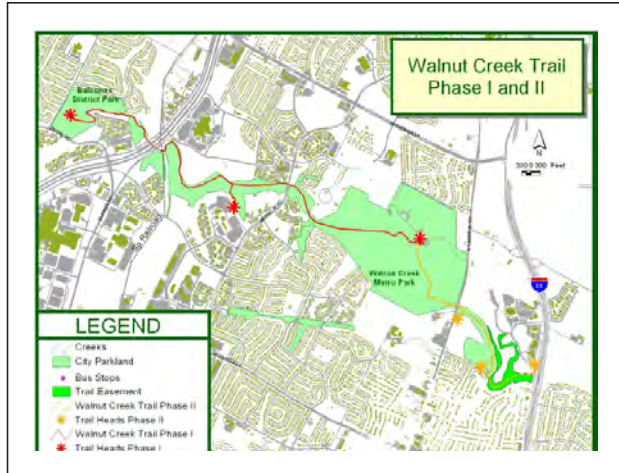 Walnut Creek Trail
Phase I and II
Balcones
District Park
N
Feet
Walnut Creek
Metro Park
35
LEGEND
Creeks
City Parkland
Bus Stops
Trail Easement
Walnut Creek Trail Phase II
Trail Heads Phase II
Walnut Creek Trail Phase I
Trail Heads Phase I